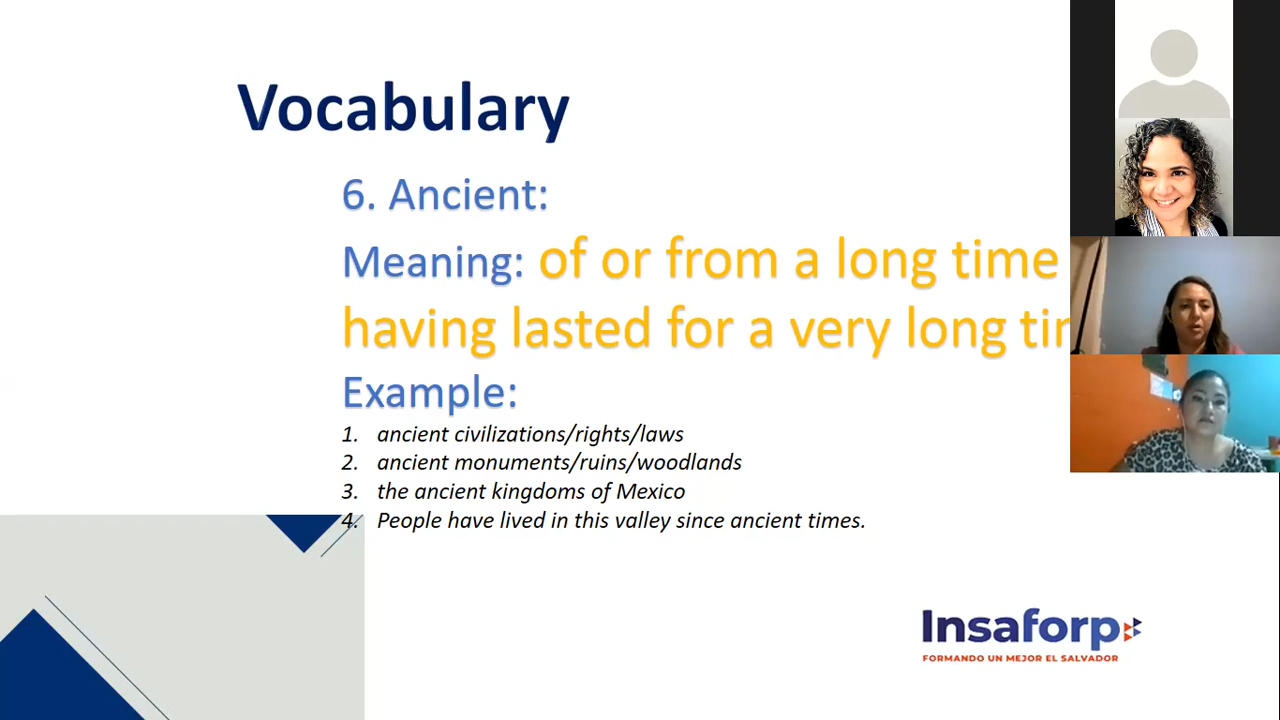 Vocabulary
6. Ancient:
Meaning: of or from a long time
having lasted for a very long
Example:
1. ancient civilizations/rights/laws
2. ancient monuments/ruins/woodlands
3. the ancient kingdoms of Mexico
4. People have lived in this valley since ancient times.
Insaforp
FORMANDO UN MEJOR EL SALVADOR